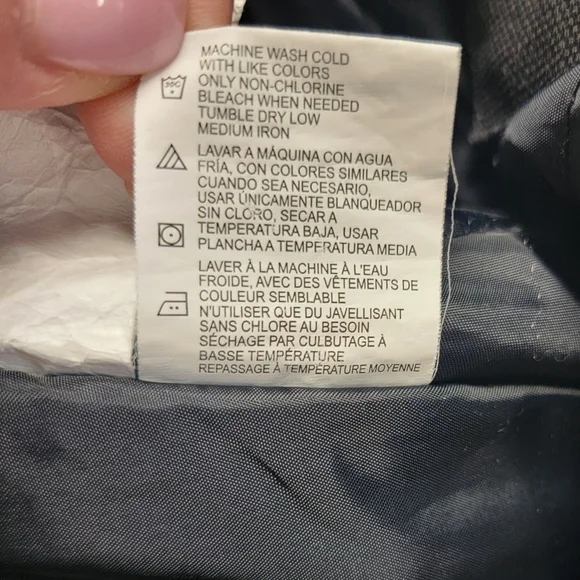 MACHINE WASH COLD
WITH LIKE COLORS
ONLY NON-CHLORINE
BLEACH WHEN NEEDED
TUMBLE DRY LOW
MEDIUM IRON
30C
LAVAR A MÁQUINA CON AGUA
FRÍA, CON COLORES SIMILARES
CUANDO SEA NECESARIO,
USAR ÚNICAMENTE BLANQUEADOR
SIN CLORO, SECAR A
TEMPERATURA BAJA, USAR
PLANCHA A TEMPERATURA MEDIA
LAVER À LA MACHINE À L'EAU
FROIDE, AVEC DES VÊTEMENTS DE
COULEUR SEMBLABLE
N'UTILISER QUE DU JAVELLISANT
SANS CHLORE AU BESOIN
SÉCHAGE PAR CULBUTAGE À
BASSE TEMPÉRATURE
REPASSAGE À TEMPÉRATURE MOYENNE